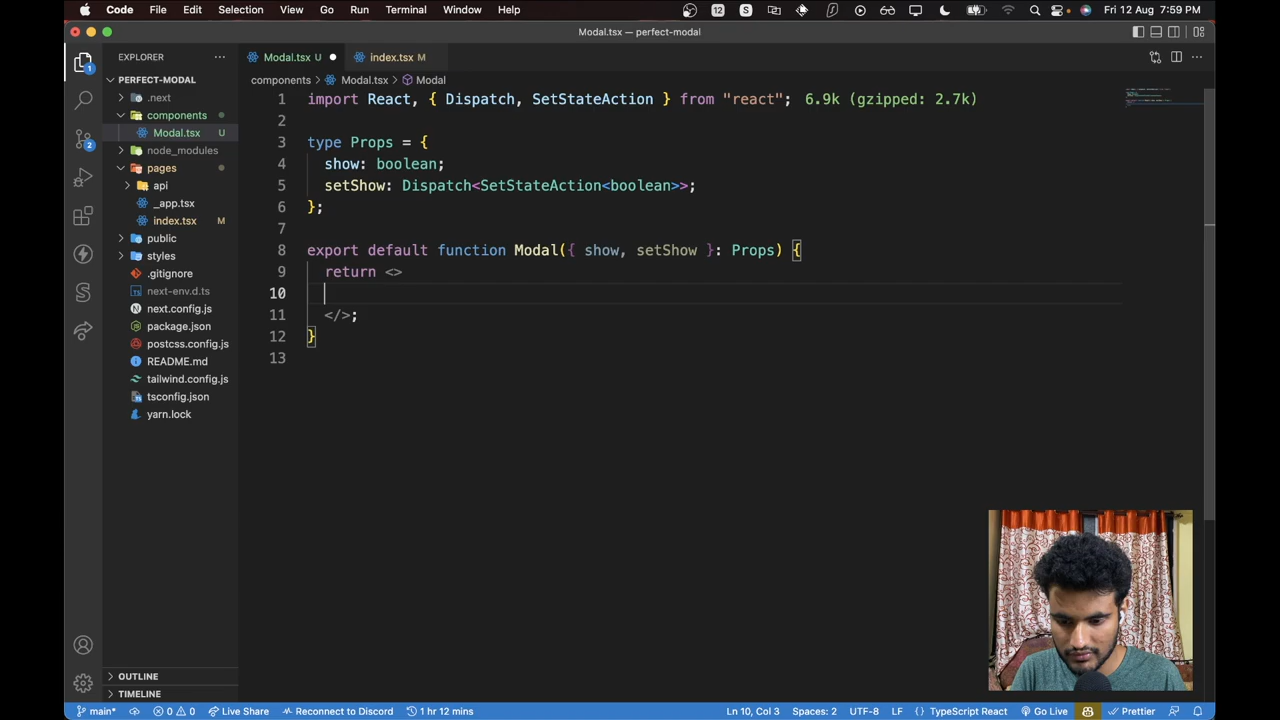 Code File Edit Selection View Go Run Terminal Window Help 12 S Fri 12 Aug 7:59 PM
Modal.tsx — perfect-modal
EXPLORER
Modal.tsx U
index.tsx M
PERFECT-MODAL
components Modal.tsx Modal
.next
components
Modal.tsx U
node_modules
pages
api
_app.tsx
index.tsx M
public
styles
.gitignore
next-env.d.ts
next.config.js
package.json
postcss.config.js
README.md
tailwind.config.js
tsconfig.json
yarn.lock
OUTLINE
TIMELINE
1
2
1 import React, { Dispatch, SetStateAction } from "react"; 6.9k (gzipped: 2.7k)
2
3 type Props = {
4 show: boolean;
5 setShow: Dispatch<SetStateAction<boolean>>;
6 };
7
8 export default function Modal({ show, setShow }: Props) {
9 return <>
10
11 </>;
12 }
13
main* 0 0 Live Share Reconnect to Discord 1 hr 12 mins Ln 10, Col 3 Spaces: 2 UTF-8 LF { } TypeScript React Go Live Prettier